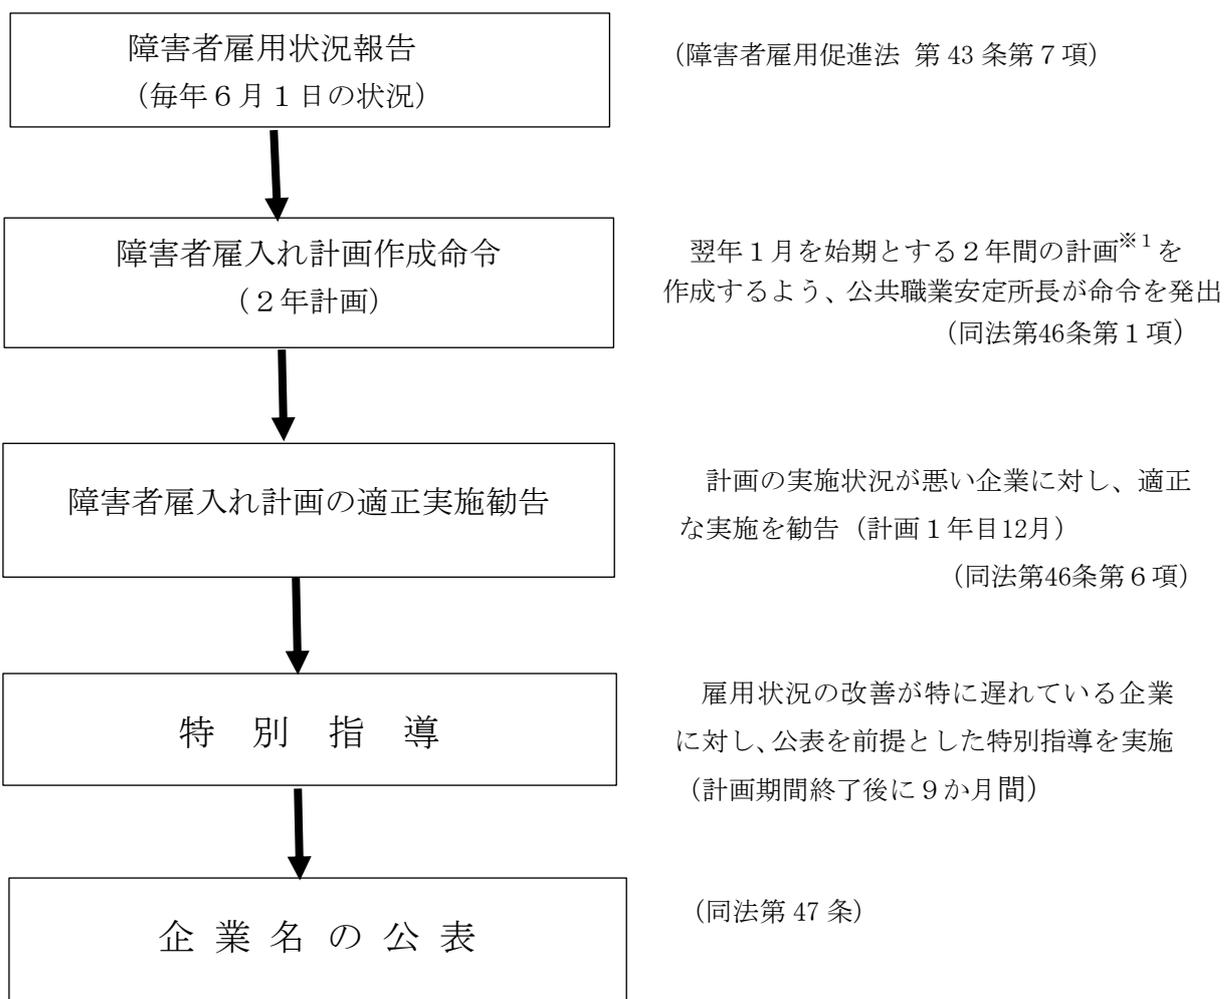 障害者雇用状況報告
（毎年６月１日の状況）
（障害者雇用促進法 第 43 条第７項）
障害者雇入れ計画作成命令
（２年計画）
翌年１月を始期とする２年間の計画※１を
作成するよう、公共職業安定所長が命令を発出
（同法第46条第１項）
障害者雇入れ計画の適正実施勧告
計画の実施状況が悪い企業に対し、適正
な実施を勧告（計画１年目12月）
（同法第46条第６項）
特 別 指 導
雇用状況の改善が特に遅れている企業
に対し、公表を前提とした特別指導を実施
（計画期間終了後に９か月間）
企 業 名 の 公 表
（同法第 47 条）